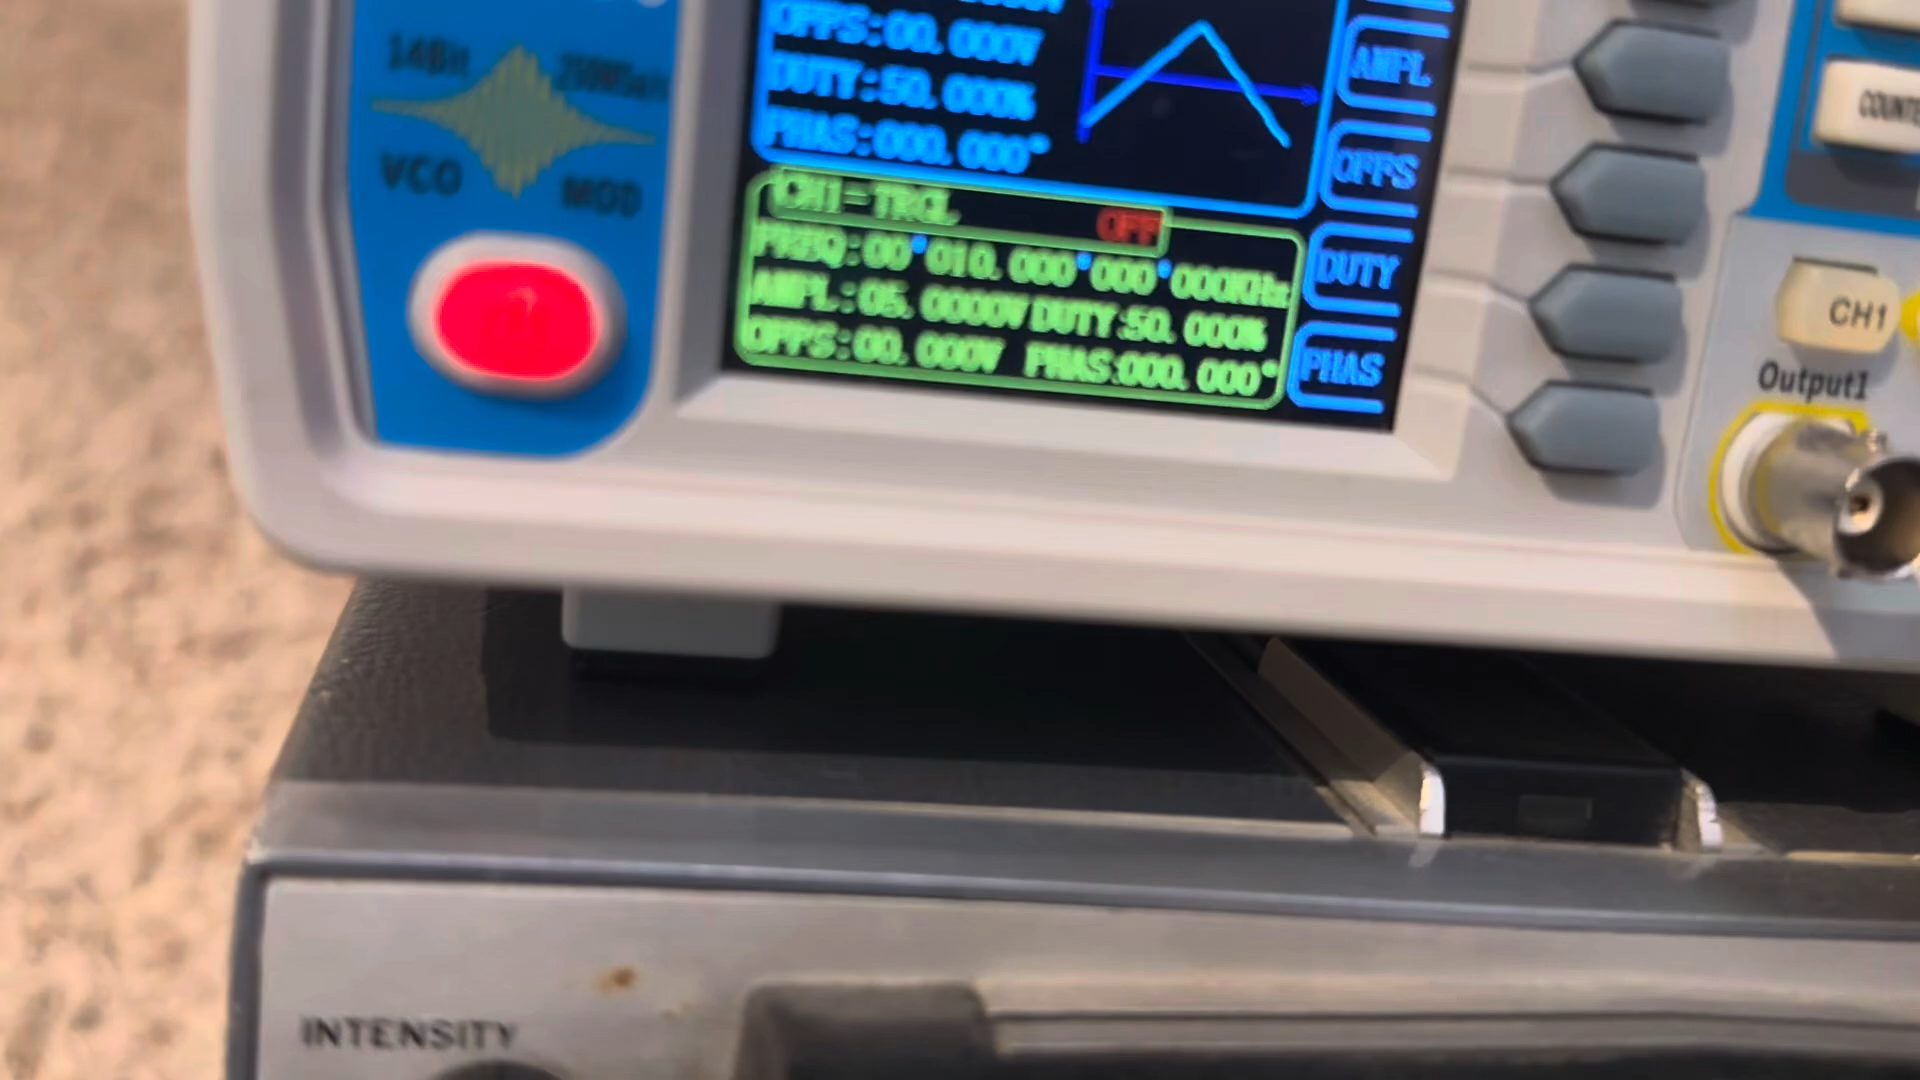 14Bit
VCO
MOD
OFFS:00.000V
DUTY:50.000%
PHAS:000.000°
AMPL
OFFS
DUTY
PHAS
CH1-TRGL OFF
FREQ:00'010.000'000'000KHz
AMPL:05.0000V DUTY:50.000%
OFFS:00.000V PHAS:000.000°
CH1
Output1
INTENSITY